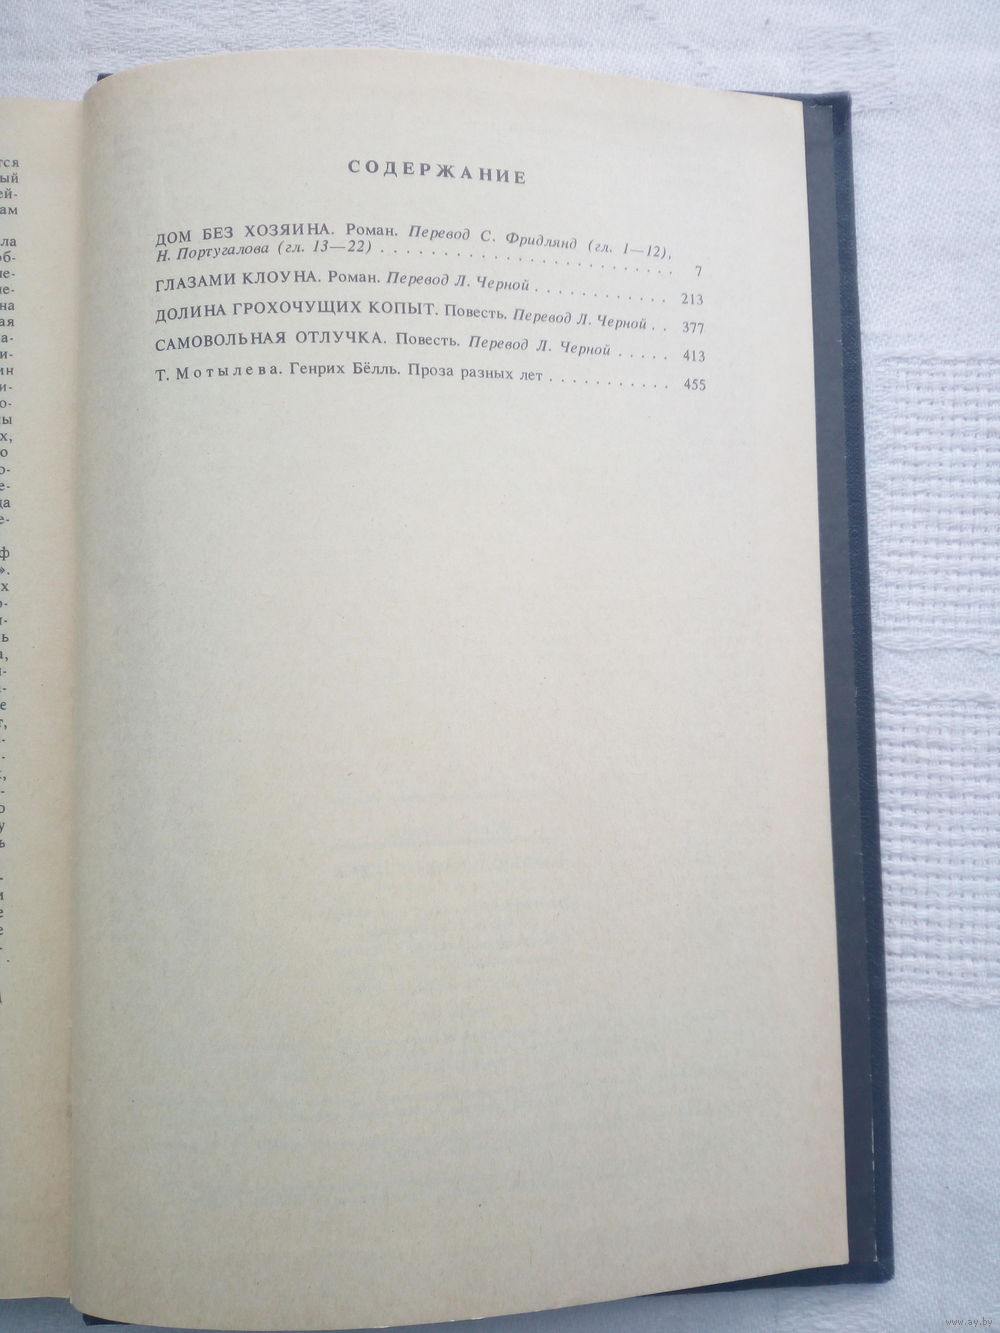 СОДЕРЖАНИЕ
ДОМ БЕЗ ХОЗЯИНА. Роман. Перевод С. Фридлянд (гл. 1—12),
Н. Португалова (гл. 13—22) . . . . . . . . . . . . . . . . . . . . . . . . 7
ГЛАЗАМИ КЛОУНА. Роман. Перевод Л. Черной . . . . . . . . . . . . 213
ДОЛИНА ГРОХОЧУЩИХ КОПЫТ. Повесть. Перевод Л. Черной . . 377
САМОВОЛЬНАЯ ОТЛУЧКА. Повесть. Перевод Л. Черной . . . . . 413
Т. Мотылева. Генрих Бёлль. Проза разных лет . . . . . . . . . . . 455
www.ay.by